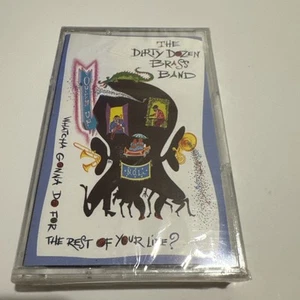 THE
DIRTY DOZEN
BRASS
BAND
WHATCHA GONNA DO FOR
THE REST OF YOUR LIFE?